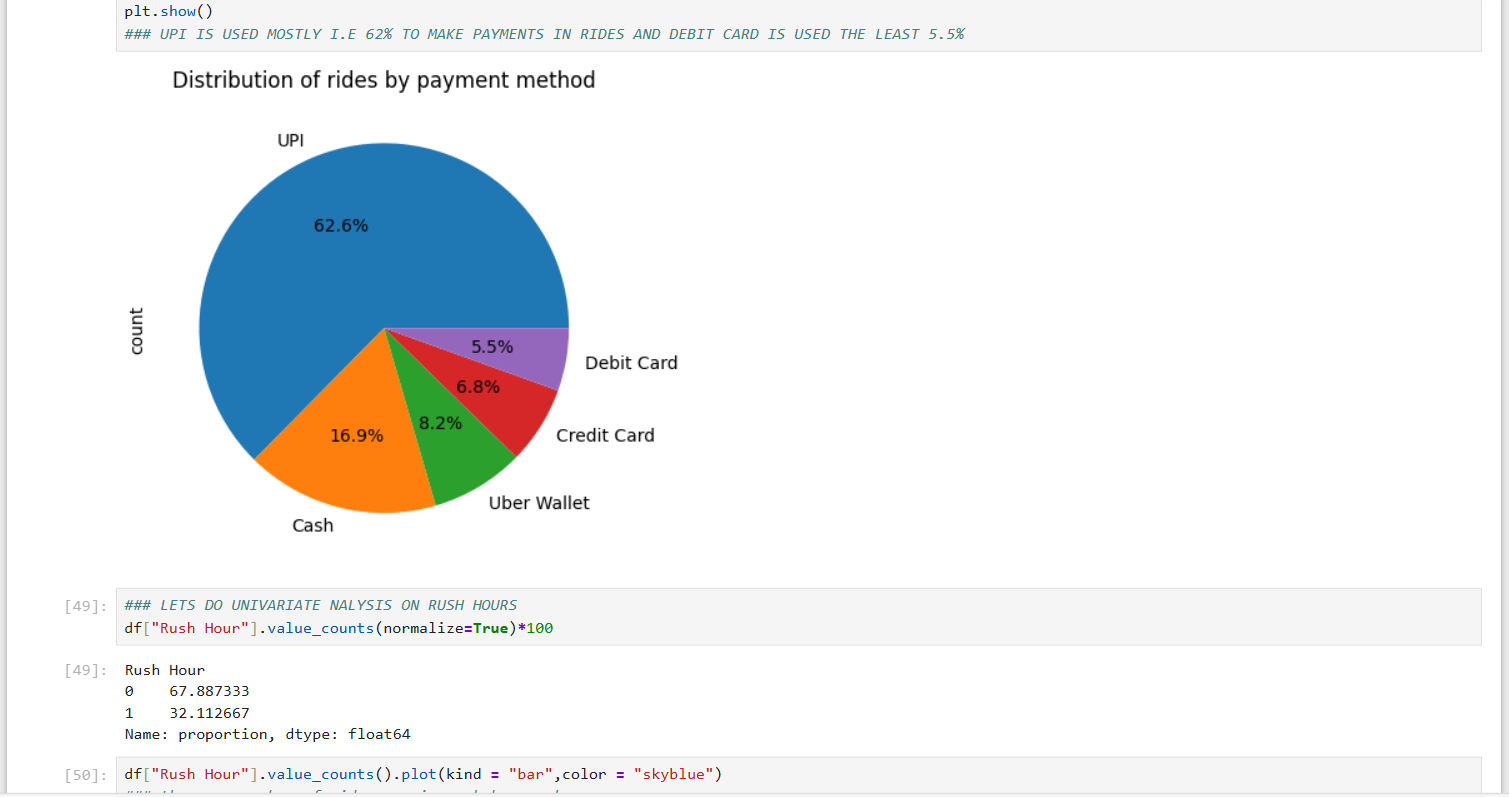 plt.show()
### UPI IS USED MOSTLY I.E 62% TO MAKE PAYMENTS IN RIDES AND DEBIT CARD IS USED THE LEAST 5.5%
Distribution of rides by payment method
UPI
62.6%
count
5.5%
Debit Card
6.8%
8.2%
16.9%
Credit Card
Uber Wallet
Cash
[49]: ### LETS DO UNIVARIATE NALYSIS ON RUSH HOURS
df["Rush Hour"].value_counts(normalize=True)*100
[49]: Rush Hour
0    67.887333
1    32.112667
Name: proportion, dtype: float64
[50]: df["Rush Hour"].value_counts().plot(kind = "bar",color = "skyblue")